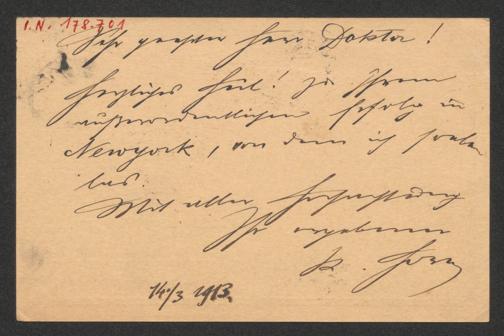 I.N. 178.701
Sehr geehrter Herr Doktor!
Herzliches Heil! zu Ihrem
außerordentlichen Erfolg in
Newyork, von dem ich soeben
las.
Mit aller Hochachtung
Ihr ergebener
14./3 1913.